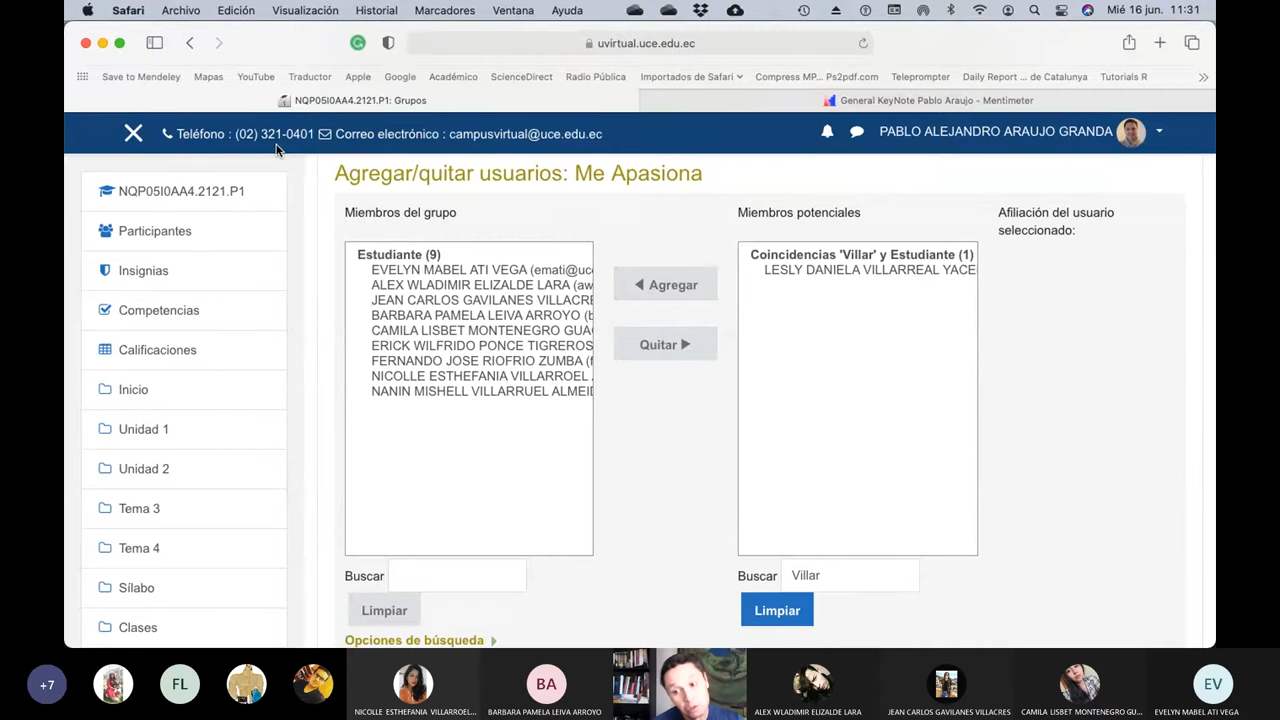 Safari Archivo Edición Visualización Historial Marcadores Ventana Ayuda Mié 16 jun. 11:31
uvirtual.uce.edu.ec
Save to Mendeley Mapas YouTube Traductor Apple Google Académico ScienceDirect Radio Pública Importados de Safari Compress MP... Ps2pdf.com Teleprompter Daily Report ... de Catalunya Tutorials R
NQP05I0AA4.2121.P1: Grupos General KeyNote Pablo Araujo - Mentimeter
Teléfono : (02) 321-0401 Correo electrónico : campusvirtual@uce.edu.ec PABLO ALEJANDRO ARAUJO GRANDA
NQP05I0AA4.2121.P1
Participantes
Insignias
Competencias
Calificaciones
Inicio
Unidad 1
Unidad 2
Tema 3
Tema 4
Sílabo
Clases
Agregar/quitar usuarios: Me Apasiona
Miembros del grupo
Estudiante (9)
EVELYN MABEL ATI VEGA (emati@uce
ALEX WLADIMIR ELIZALDE LARA (aw
JEAN CARLOS GAVILANES VILLACRE
BARBARA PAMELA LEIVA ARROYO (b
CAMILA LISBET MONTENEGRO GUA
ERICK WILFRIDO PONCE TIGREROS
FERNANDO JOSE RIOFRIO ZUMBA (f
NICOLLE ESTHEFANIA VILLARROEL
NANIN MISHELL VILLARRUEL ALMEID
Buscar
Limpiar
Opciones de búsqueda
Agregar
Quitar
Miembros potenciales
Coincidencias 'Villar' y Estudiante (1)
LESLY DANIELA VILLARREAL YACE
Buscar Villar
Limpiar
Afiliación del usuario
seleccionado:
+7 FL BA EV
NICOLLE ESTHEFANIA VILLARROEL... BARBARA PAMELA LEIVA ARROYO ALEX WLADIMIR ELIZALDE LARA JEAN CARLOS GAVILANES VILLACRES CAMILA LISBET MONTENEGRO GU... EVELYN MABEL ATI VEGA